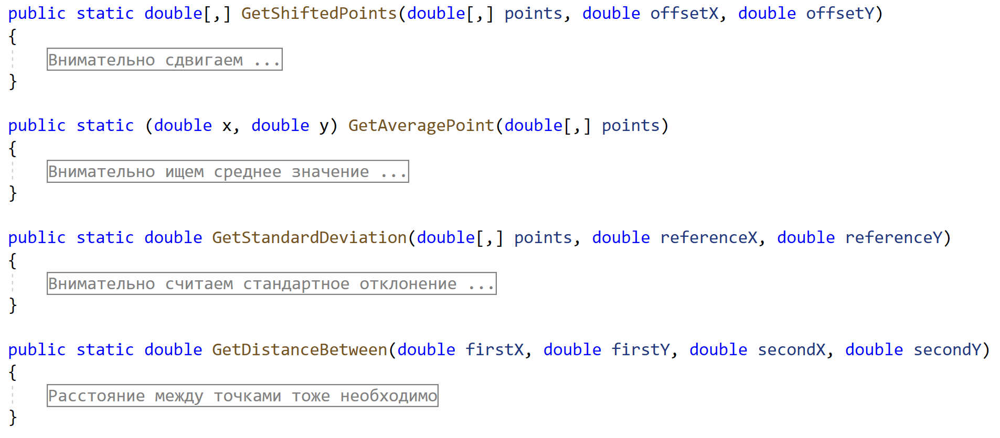 public static double[,] GetShiftedPoints(double[,] points, double offsetX, double offsetY)
{
Внимательно сдвигаем ...
}
public static (double x, double y) GetAveragePoint(double[,] points)
{
Внимательно ищем среднее значение ...
}
public static double GetStandardDeviation(double[,] points, double referenceX, double referenceY)
{
Внимательно считаем стандартное отклонение ...
}
public static double GetDistanceBetween(double firstX, double firstY, double secondX, double secondY)
{
Расстояние между точками тоже необходимо
}